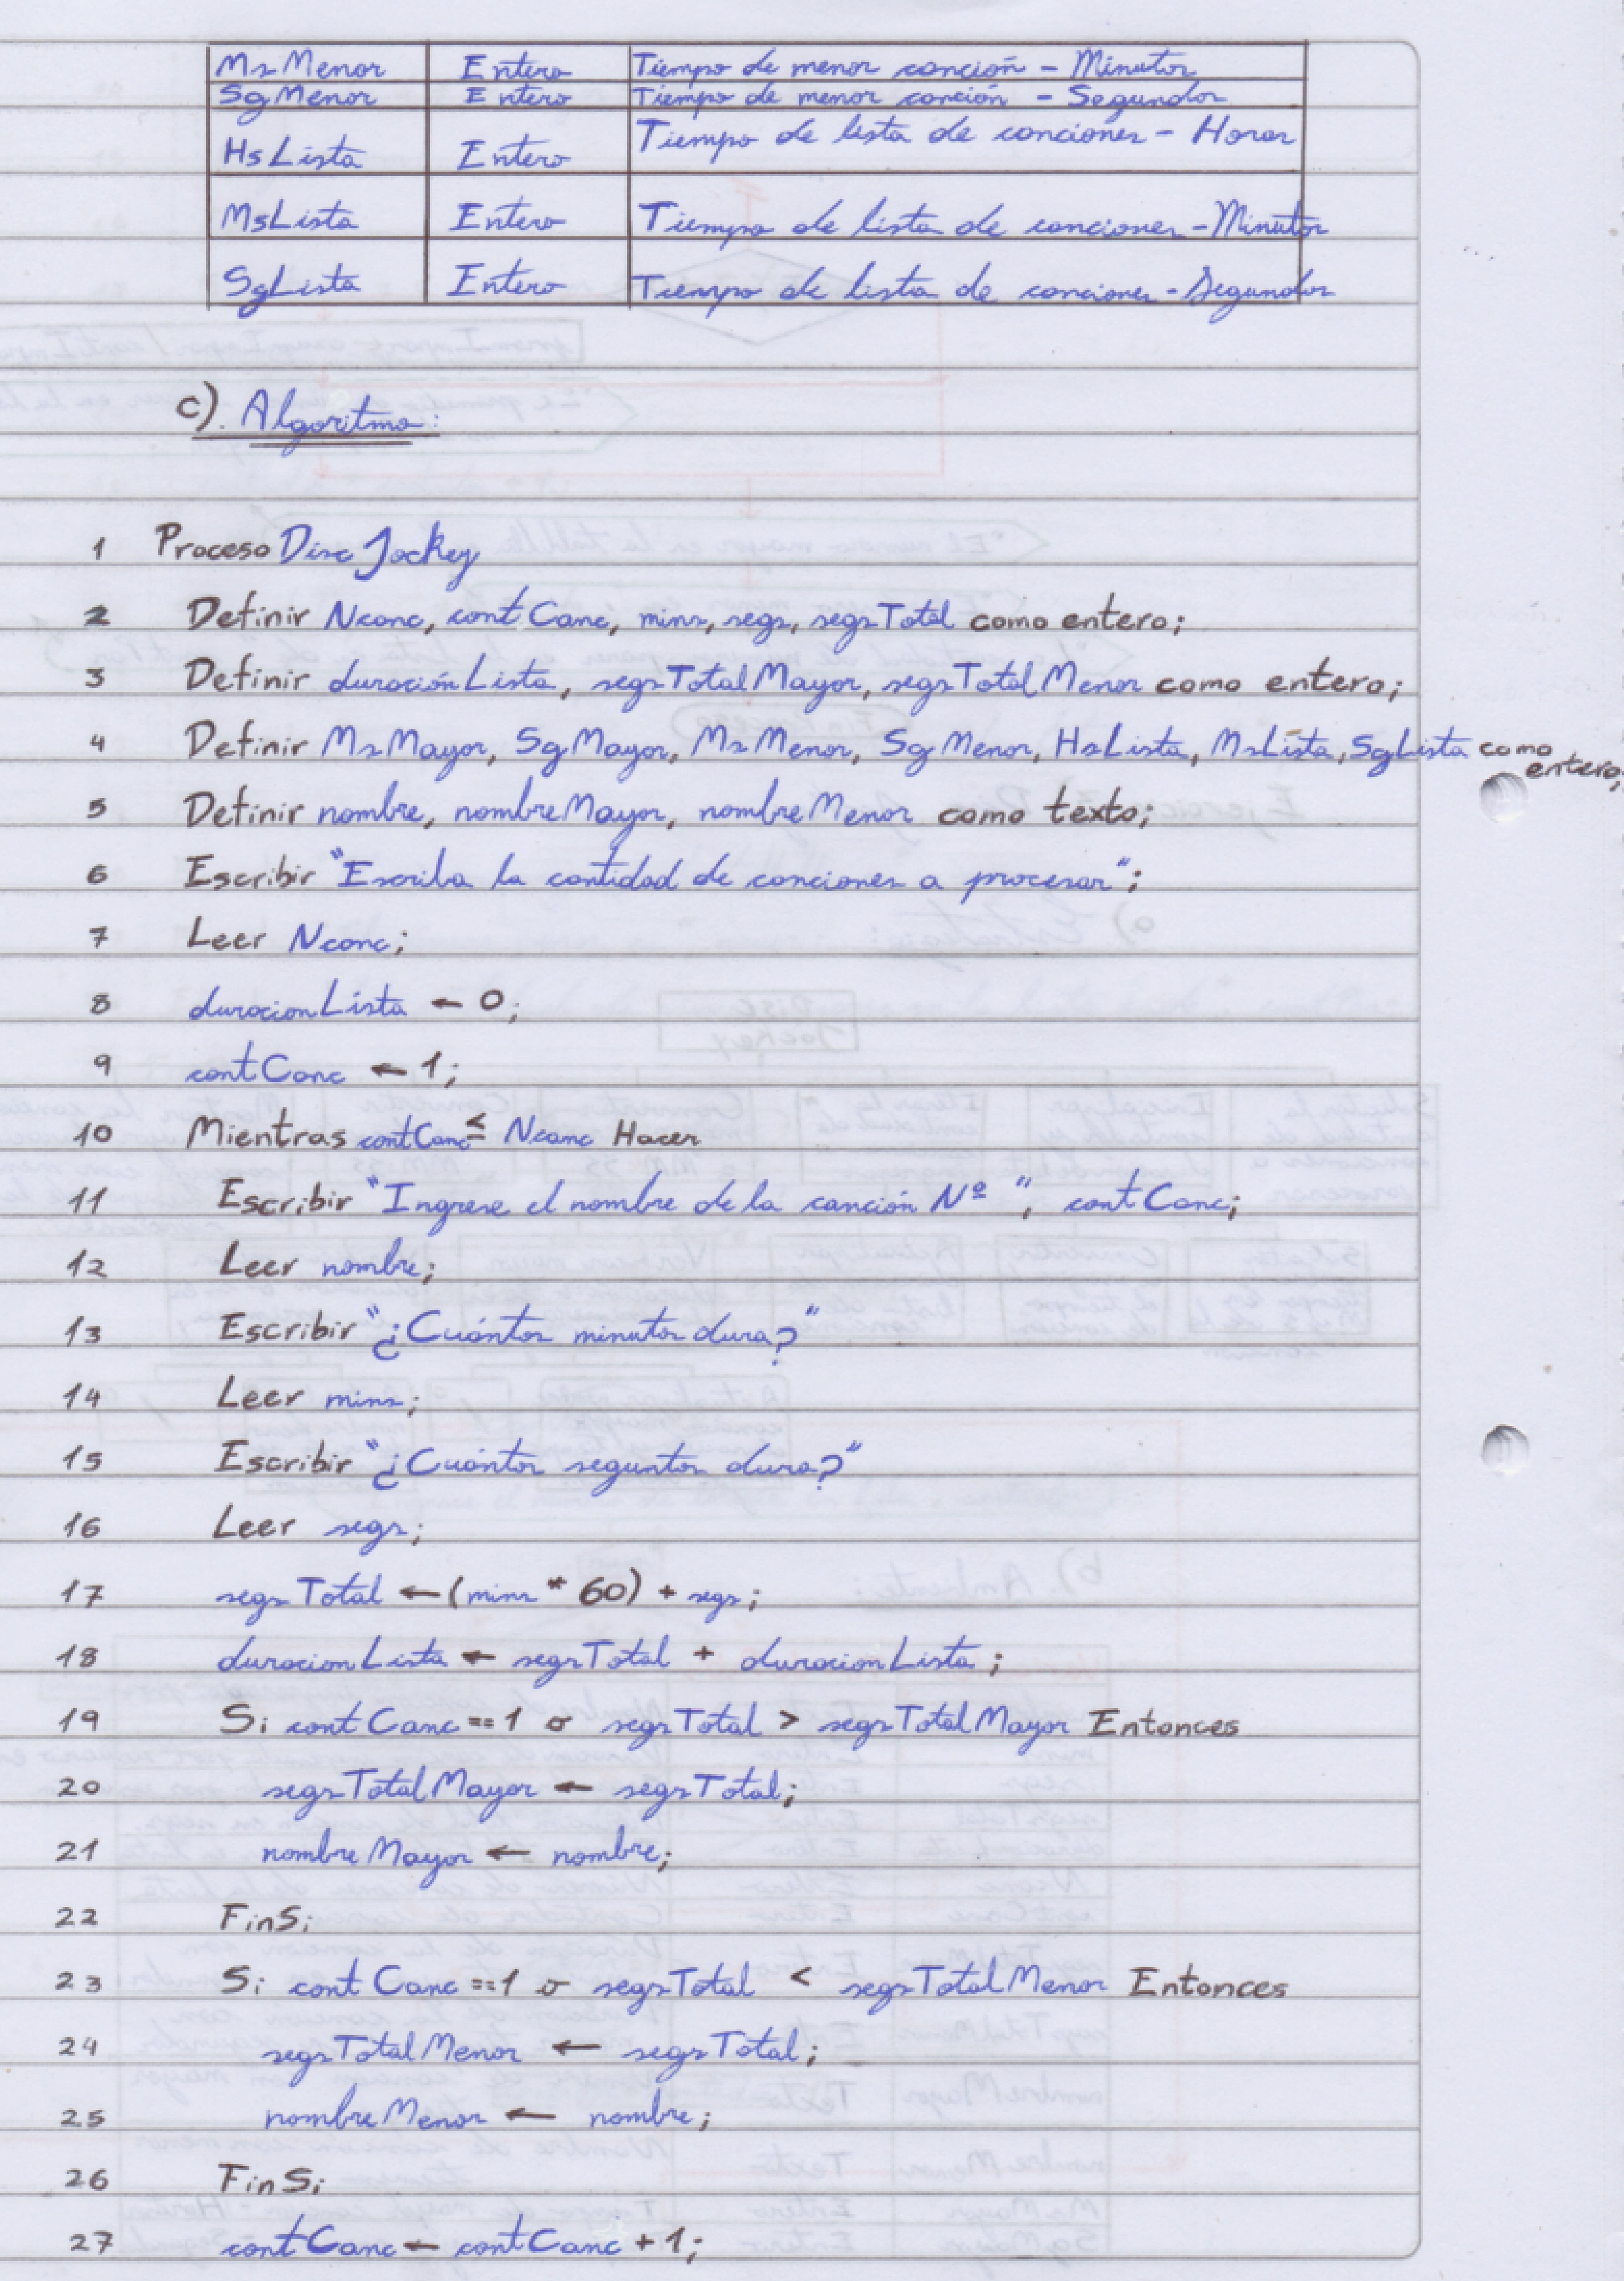 MsMenor Entero Tiempo de menor canción - Minutos
SgMenor Entero Tiempo de menor canción - Segundos
HsLista Entero Tiempo de lista de canciones - Horas
MsLista Entero Tiempo de lista de canciones - Minutos
SgLista Entero Tiempo de lista de canciones - Segundos
c). Algoritmo:
1 Proceso Disc Jockey
2 Definir Ncanc, contCanc, mins, segs, segsTotal como entero;
3 Definir duraciónLista, segsTotalMayor, segsTotalMenor como entero;
4 Definir MsMayor, SgMayor, MsMenor, SgMenor, HsLista, MsLista, SgLista como
entero;
5 Definir nombre, nombreMayor, nombreMenor como texto;
6 Escribir "Escriba la cantidad de canciones a procesar";
7 Leer Ncanc;
8 duracionLista ← 0;
9 contCanc ← 1;
10 Mientras contCanc ≤ Ncanc Hacer
11 Escribir "Ingrese el nombre de la canción Nº ", contCanc;
12 Leer nombre;
13 Escribir "¿Cuántos minutos dura?"
14 Leer mins;
15 Escribir "¿Cuántos seguntos dura?"
16 Leer segs;
17 segsTotal ← (mins * 60) + segs;
18 duracionLista ← segsTotal + duracionLista;
19 Si contCanc == 1 o segsTotal > segsTotalMayor Entonces
20 segsTotalMayor ← segsTotal;
21 nombreMayor ← nombre;
22 FinSi
23 Si contCanc == 1 o segsTotal < segsTotalMenor Entonces
24 segsTotalMenor ← segsTotal;
25 nombreMenor ← nombre;
26 FinSi
27 contCanc ← contCanc + 1;